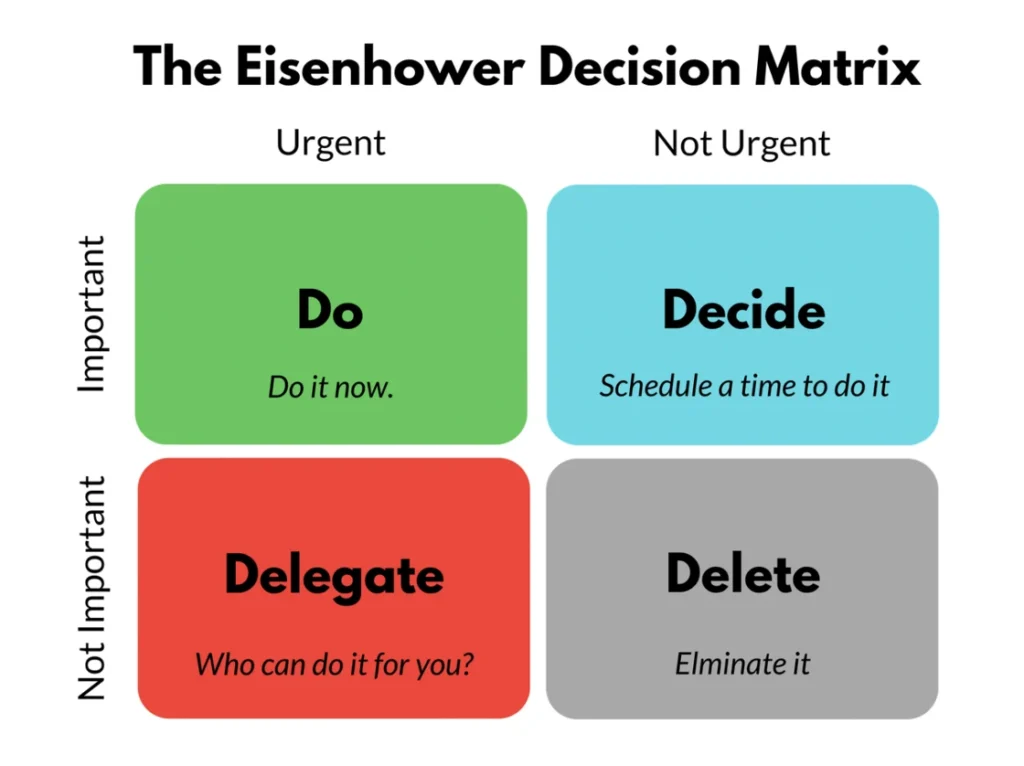 The Eisenhower Decision Matrix
Urgent
Not Urgent
Important
Do
Do it now.
Decide
Schedule a time to do it
Not Important
Delegate
Who can do it for you?
Delete
Elminate it